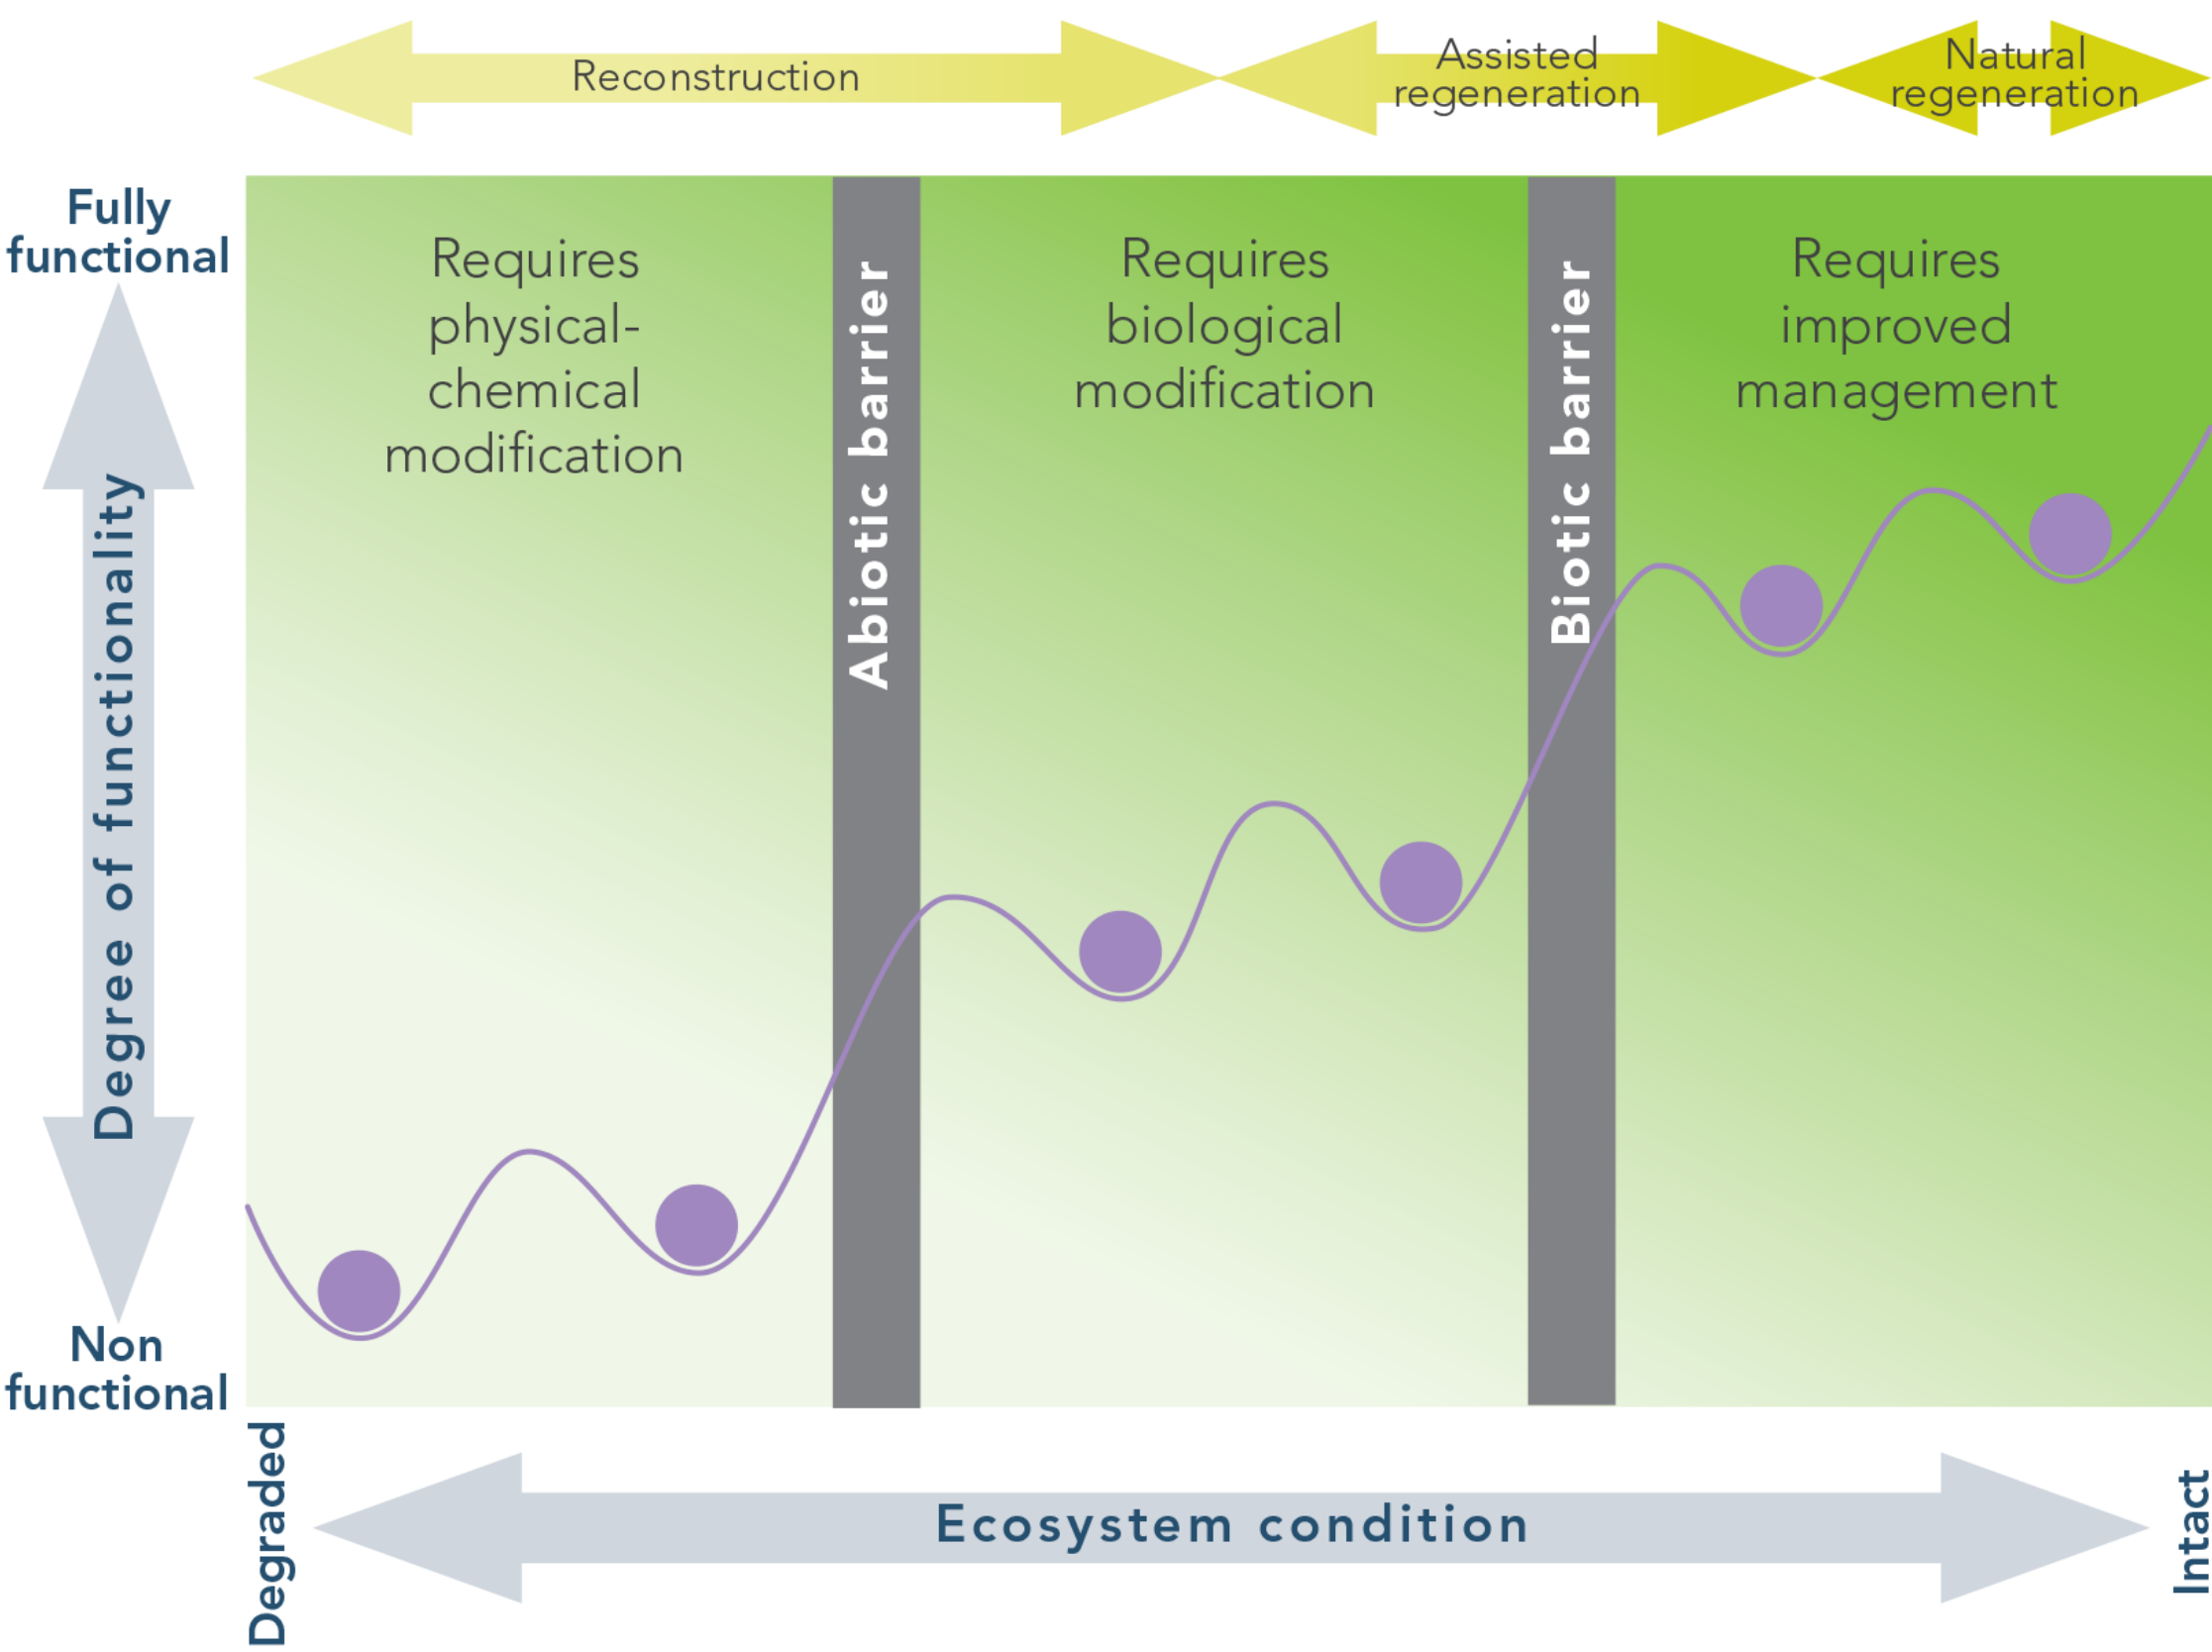 Reconstruction
Assisted
regeneration
Natural
regeneration
Fully
functional
Degree of functionality
Non
functional
Requires
physical-
chemical
modification
Abiotic barrier
Requires
biological
modification
Biotic barrier
Requires
improved
management
Degraded
Ecosystem condition
Intact